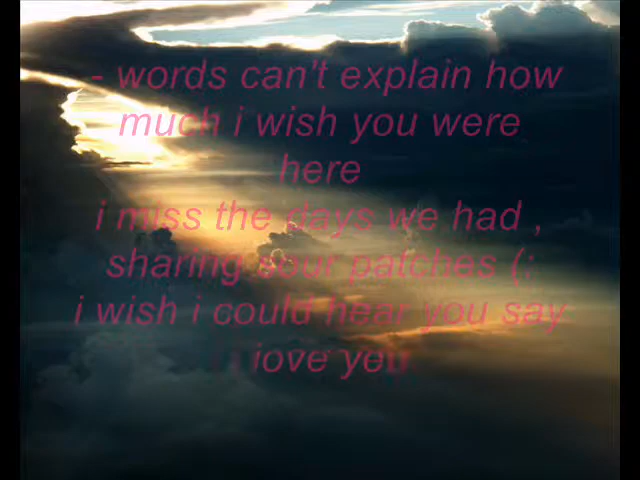 - words can't explain how
much i wish you were
here
i miss the days we had ,
sharing sour patches (;
i wish i could hear you say
i love you